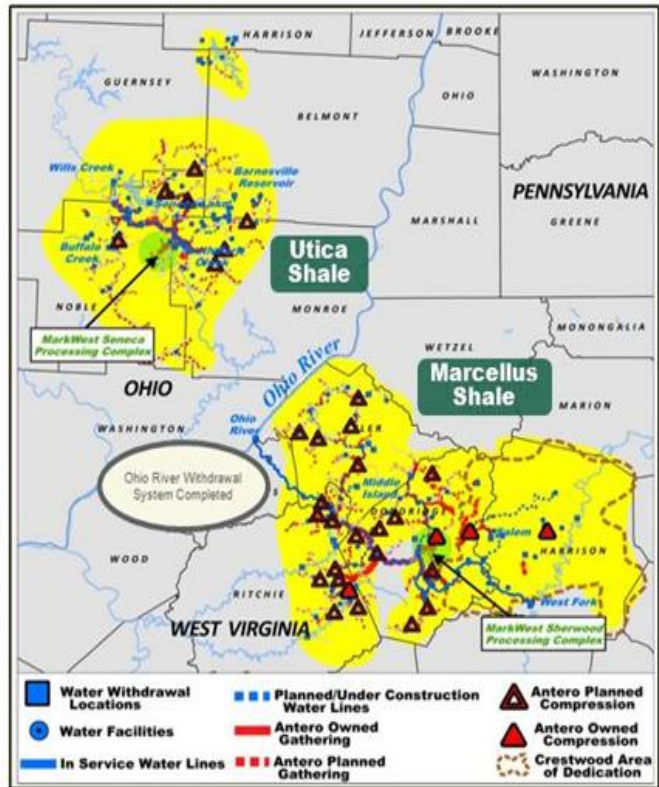 HARRISON
JEFFERSON
BROOKE
GUERNSEY
WASHINGTON
OHIO
BELMONT
Wills Creek
Barnesville
Reservoir
PENNSYLVANIA
MARSHALL
GREENE
Buffalo
Creek
Utica
Shale
NOBLE
MONROE
MarkWest Seneca
Processing Complex
WETZEL
MONONGALIA
OHIO
Ohio River
Marcellus
Shale
MARION
WASHINGTON
Ohio
River
Ohio River Withdrawal
System Completed
Middle
Island
DODDRIDGE
Salem
HARRISON
WOOD
RITCHIE
West Fork
WEST VIRGINIA
MarkWest Sherwood
Processing Complex
Water Withdrawal
Locations
Planned/Under Construction
Water Lines
Antero Planned
Compression
Water Facilities
Antero Owned
Gathering
Antero Owned
Compression
In Service Water Lines
Antero Planned
Gathering
Crestwood Area
of Dedication